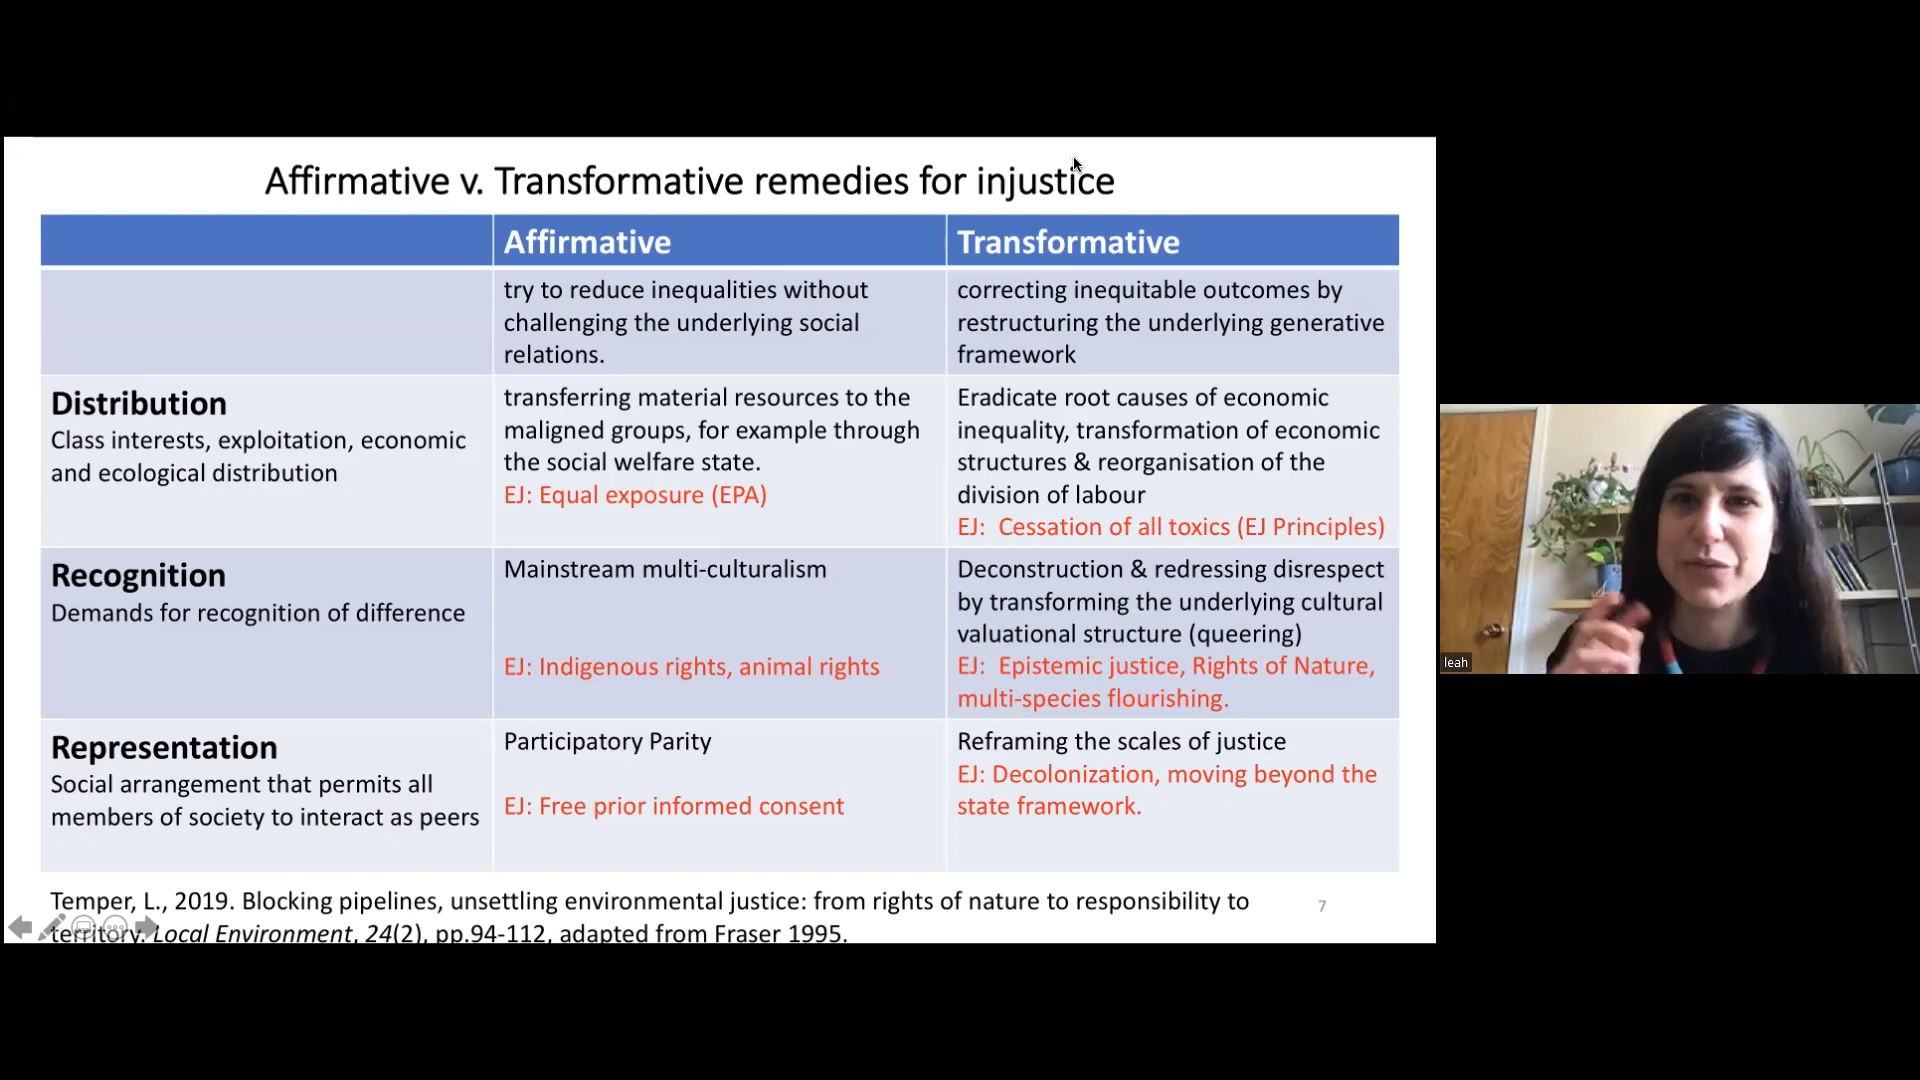 Affirmative v. Transformative remedies for injustice
Affirmative
Transformative
try to reduce inequalities without
challenging the underlying social
relations.
correcting inequitable outcomes by
restructuring the underlying generative
framework
Distribution
Class interests, exploitation, economic
and ecological distribution
transferring material resources to the
maligned groups, for example through
the social welfare state.
EJ: Equal exposure (EPA)
Eradicate root causes of economic
inequality, transformation of economic
structures & reorganisation of the
division of labour
EJ: Cessation of all toxics (EJ Principles)
Recognition
Demands for recognition of difference
Mainstream multi-culturalism
EJ: Indigenous rights, animal rights
Deconstruction & redressing disrespect
by transforming the underlying cultural
valuational structure (queering)
EJ: Epistemic justice, Rights of Nature,
multi-species flourishing.
Representation
Social arrangement that permits all
members of society to interact as peers
Participatory Parity
EJ: Free prior informed consent
Reframing the scales of justice
EJ: Decolonization, moving beyond the
state framework.
Temper, L., 2019. Blocking pipelines, unsettling environmental justice: from rights of nature to responsibility to
territory. Local Environment, 24(2), pp.94-112, adapted from Fraser 1995.
7
leah